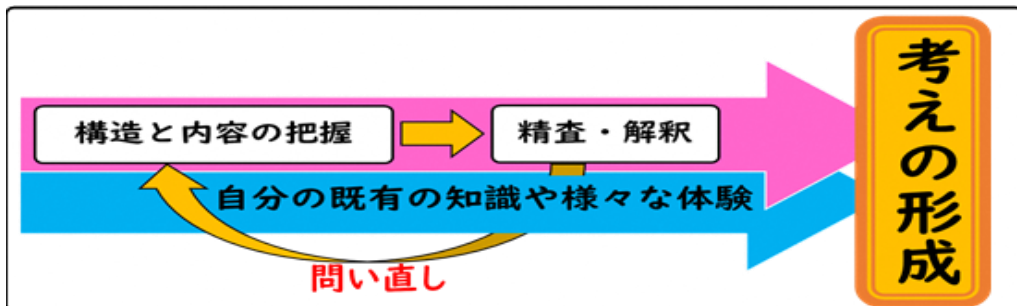 構造と内容の把握
精査・解釈
自分の既有の知識や様々な体験
問い直し
考えの形成